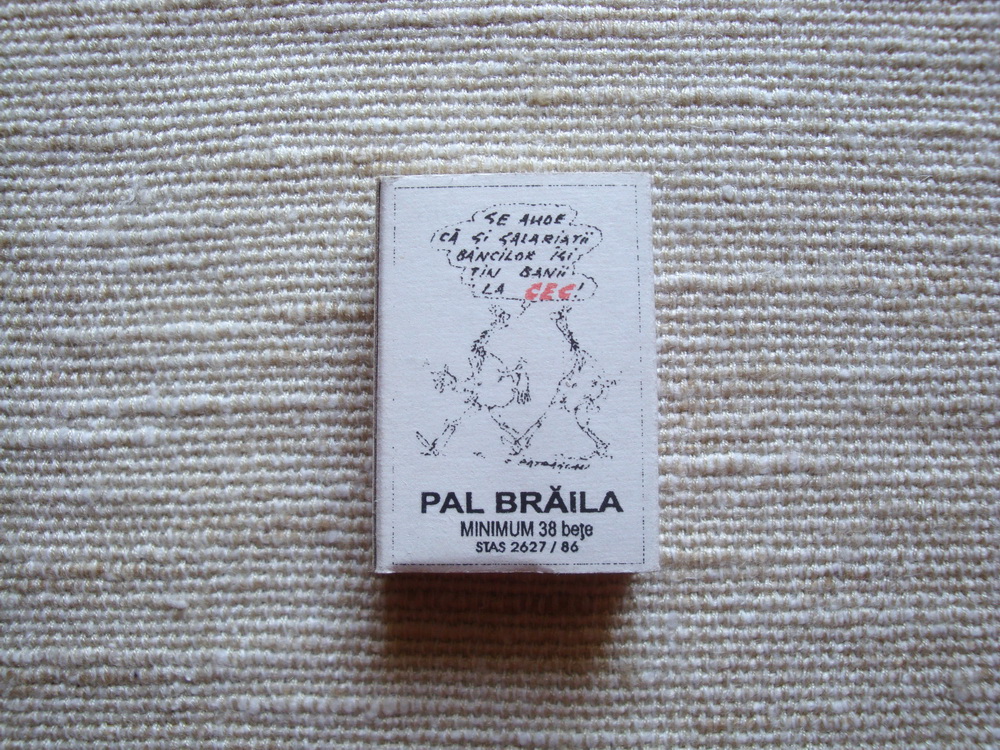 SE AUDE
CĂ ȘI SALARIAȚII
BĂNCILOR ÎȘI
ȚIN BANII
LA CEC!
PAL BRĂILA
MINIMUM 38 bețe
STAS 2627 / 86